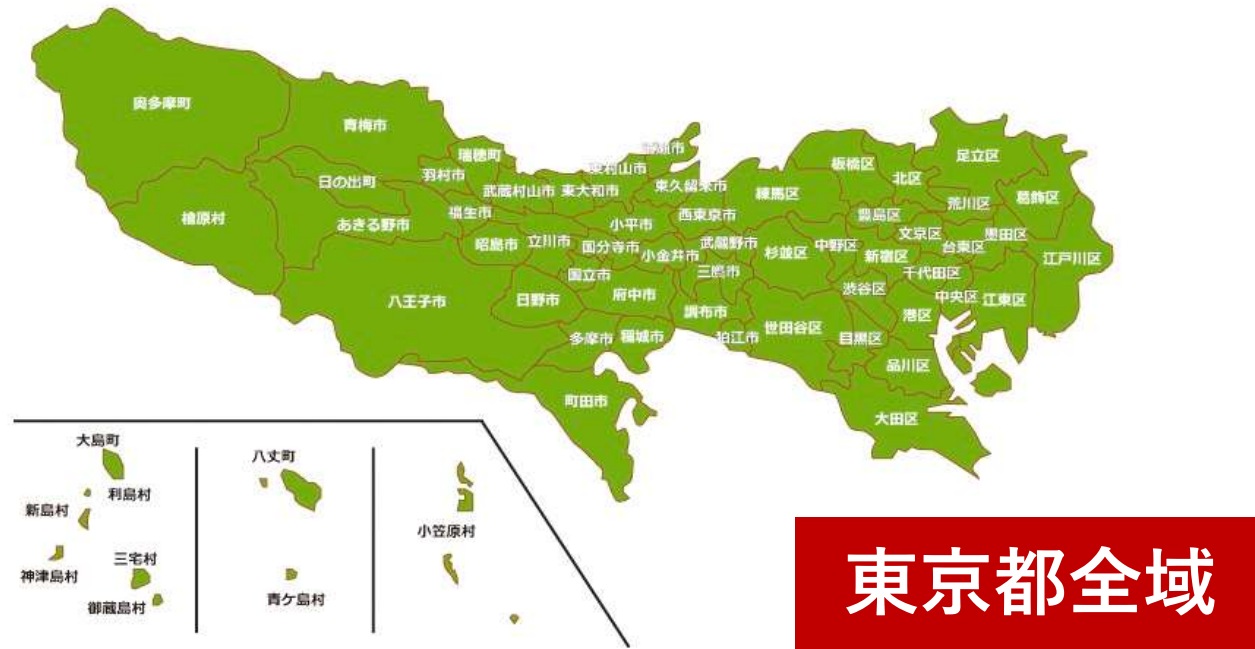 奥多摩町
青梅市
瑞穂町
羽村市
日の出町
檜原村
あきる野市
福生市
武蔵村山市
東大和市
東村山市
東久留米市
昭島市
立川市
小平市
西東京市
国分寺市
小金井市
武蔵野市
三鷹市
国立市
八王子市
日野市
府中市
調布市
多摩市
稲城市
狛江市
町田市
板橋区
北区
足立区
練馬区
荒川区
葛飾区
豊島区
文京区
台東区
墨田区
杉並区
中野区
新宿区
千代田区
江戸川区
渋谷区
中央区
江東区
港区
世田谷区
目黒区
品川区
大田区
大島町
利島村
新島村
神津島村
三宅村
御蔵島村
八丈町
青ケ島村
小笠原村
東京都全域